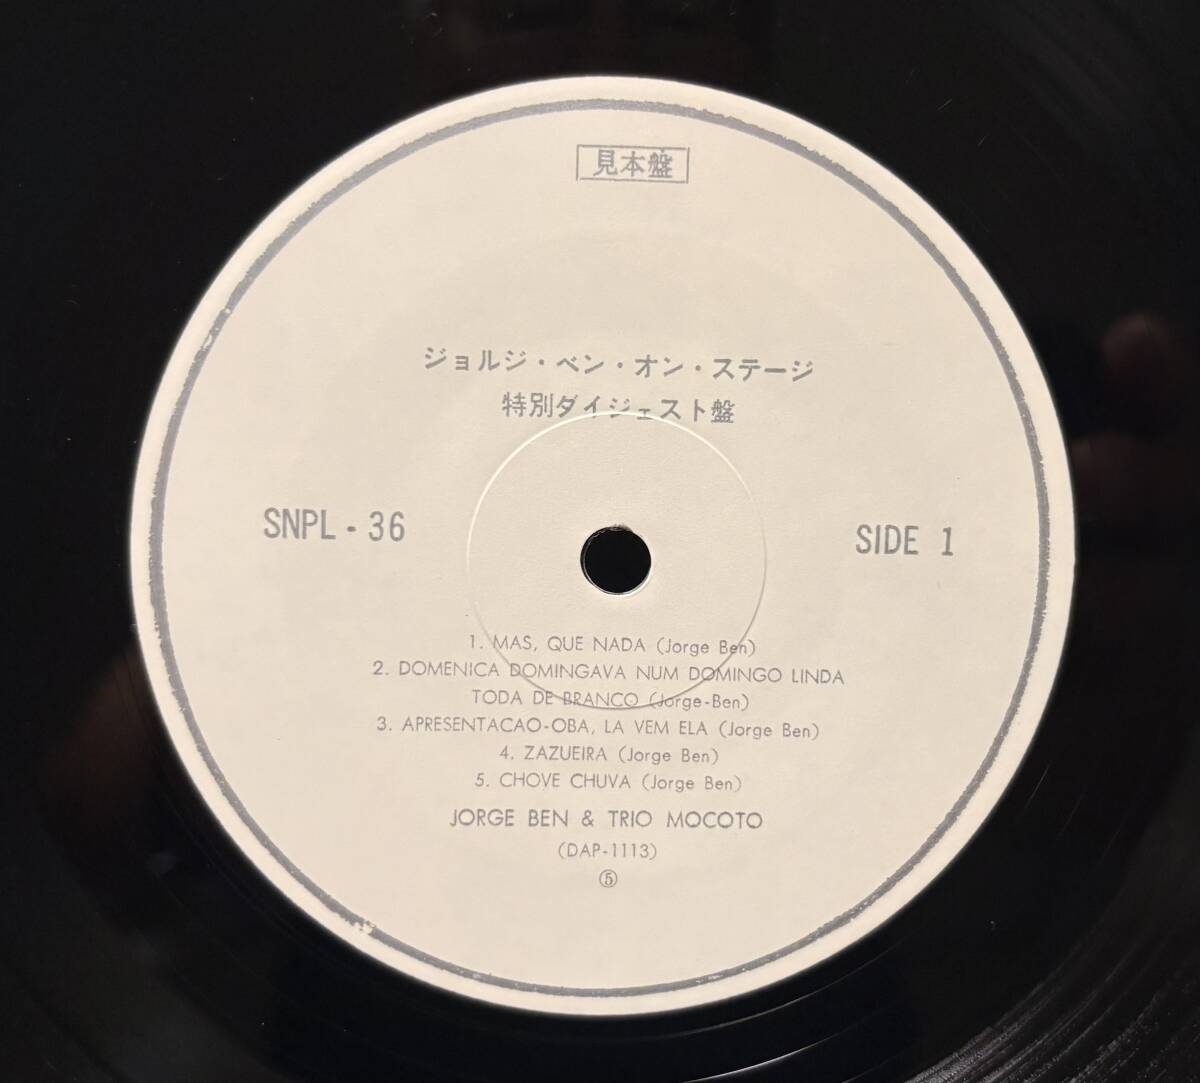 見本盤
ジョルジ・ベン・オン・ステージ
特別ダイジェスト盤
SNPL - 36
SIDE 1
1. MAS, QUE NADA (Jorge Ben)
2. DOMENICA DOMINGAVA NUM DOMINGO LINDA
TODA DE BRANCO (Jorge-Ben)
3. APRESENTACAO-OBA, LA VEM ELA (Jorge Ben)
4. ZAZUEIRA (Jorge Ben)
5. CHOVE CHUVA (Jorge Ben)
JORGE BEN & TRIO MOCOTO
(DAP-1113)
⑤